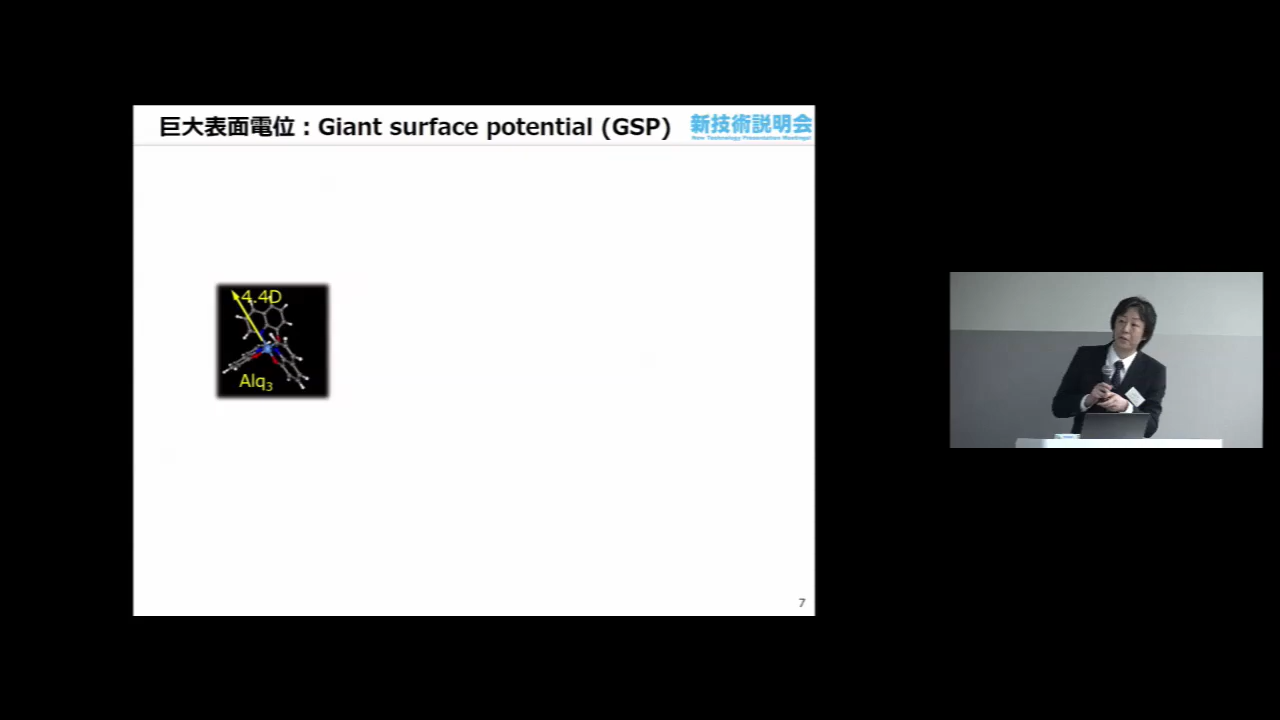 巨大表面電位：Giant surface potential (GSP)
新技術説明会
New Technology Presentation Meetings!
4.4D
Alq₃
7